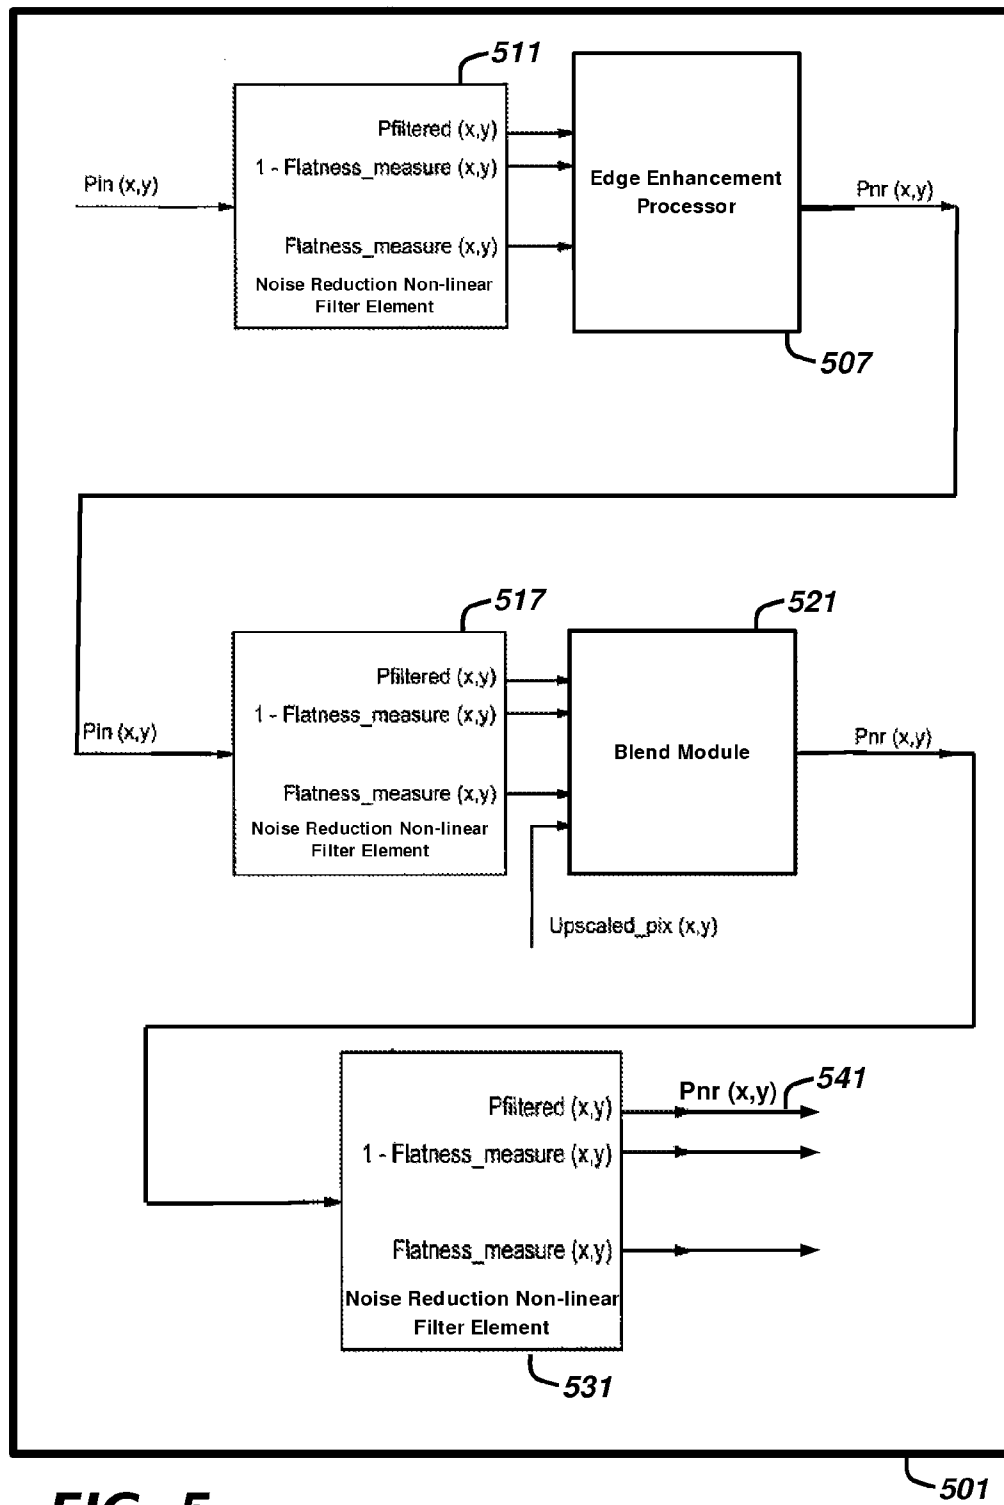 511
Pfiltered (x,y)
1 - Flatness_measure (x,y)
Flatness_measure (x,y)
Noise Reduction Non-linear
Filter Element
Pin (x,y)
Edge Enhancement
Processor
Pnr (x,y)
507
517
521
Pfiltered (x,y)
1 - Flatness_measure (x,y)
Flatness_measure (x,y)
Noise Reduction Non-linear
Filter Element
Pin (x,y)
Blend Module
Pnr (x,y)
Upscaled_pix (x,y)
Pfiltered (x,y)
1 - Flatness_measure (x,y)
Flatness_measure (x,y)
Noise Reduction Non-linear
Filter Element
Pnr (x,y)
541
531
501
FIG. 5